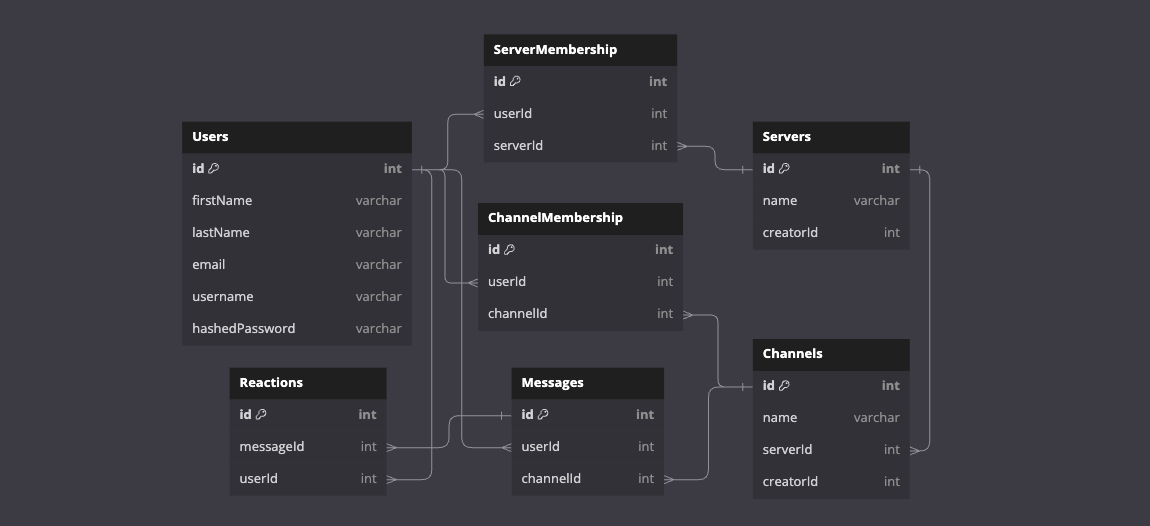 ServerMembership
id int
userId int
serverId int
Users
id int
firstName varchar
lastName varchar
email varchar
username varchar
hashedPassword varchar
Servers
id int
name varchar
creatorId int
ChannelMembership
id int
userId int
channelId int
Channels
id int
name varchar
serverId int
creatorId int
Reactions
id int
messageId int
userId int
Messages
id int
userId int
channelId int